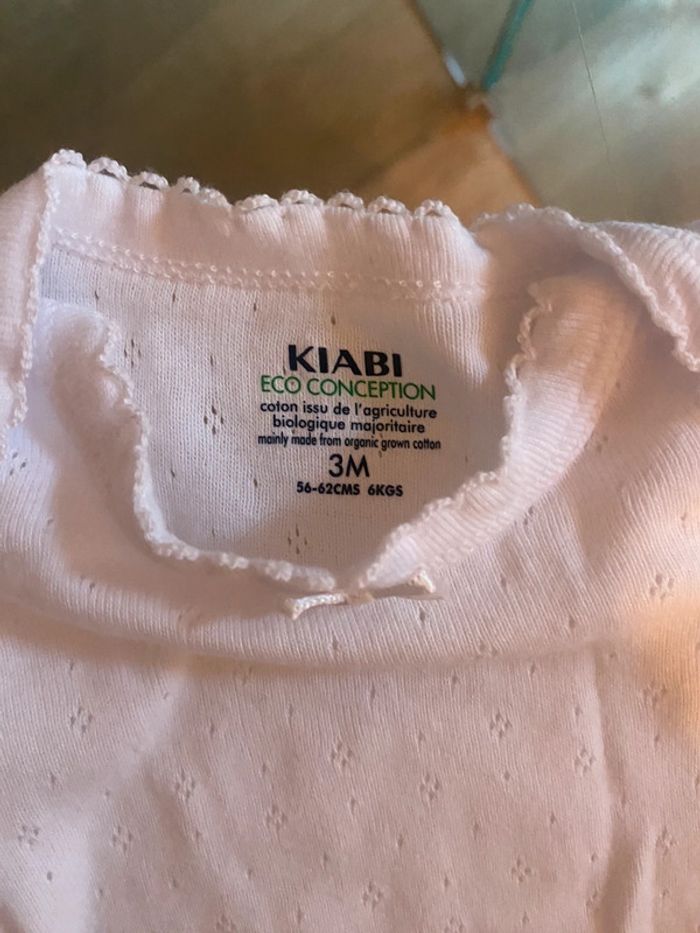 KIABI
ECO CONCEPTION
coton issu de l'agriculture
biologique majoritaire
mainly made from organic grown cotton
3M
56-62CMS 6KGS